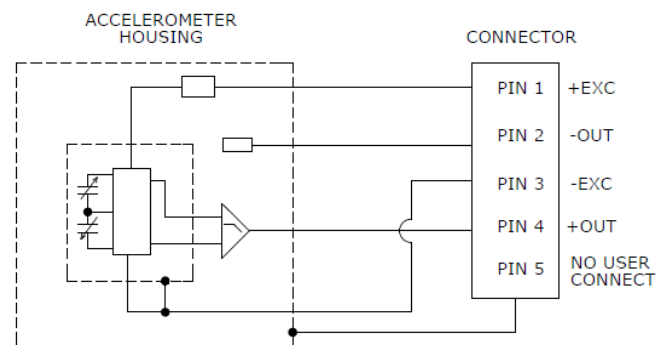 ACCELEROMETER
HOUSING
CONNECTOR
PIN 1 +EXC
PIN 2 -OUT
PIN 3 -EXC
PIN 4 +OUT
PIN 5 NO USER
CONNECT